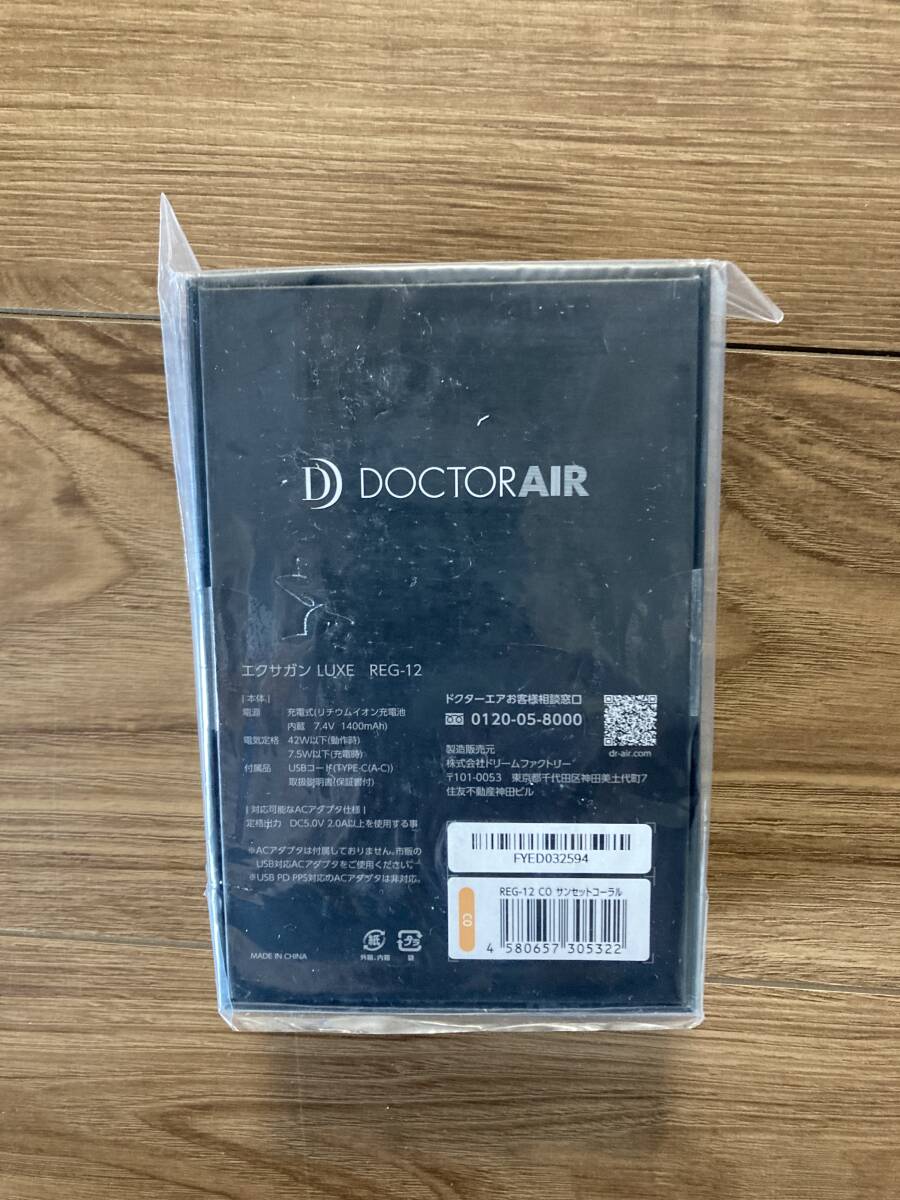 DOCTORAIR
エクサガン LUXE REG-12
| 本体 |
電源 充電式(リチウムイオン充電池
内蔵 7.4V 1400mAh)
電気定格 42W以下(動作時)
7.5W以下(充電時)
付属品 USBコード(TYPE-C(A-C))
取扱説明書(保証書付)
| 対応可能なACアダプタ仕様 |
定格出力 DC5.0V 2.0A以上を使用する事
※ACアダプタは付属しておりません。市販の
USB対応ACアダプタをご使用ください。
※USB PD PPS対応のACアダプタは非対応。
MADE IN CHINA
紙
外箱、内箱
プラ
袋
ドクターエアお客様相談窓口
0120-05-8000
dr-air.com
製造販売元
株式会社ドリームファクトリー
〒101-0053 東京都千代田区神田美土代町7
住友不動産神田ビル
FYED032594
REG-12 CO サンセットコーラル
CO
4 580657 305322